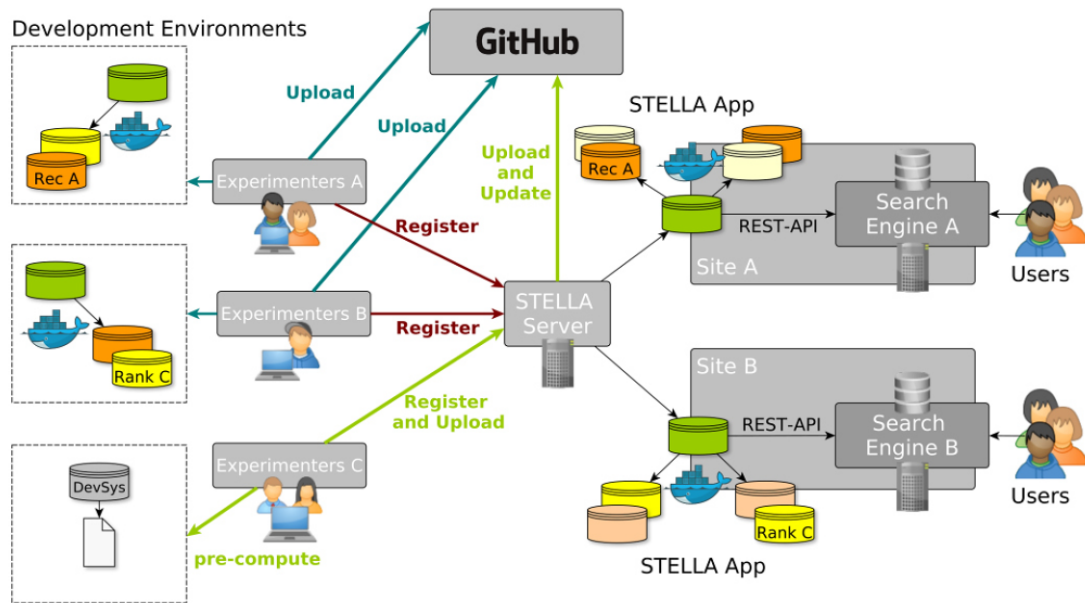 Development Environments
GitHub
Upload
Upload
STELLA App
Rec A
Experimenters A
Upload
and
Update
Rec A
Search
Engine A
REST-API
Register
Site A
Users
Experimenters B
STELLA
Server
Register
Rank C
Site B
Register
and Upload
REST-API
Search
Engine B
Experimenters C
DevSys
Users
Rank C
pre-compute
STELLA App